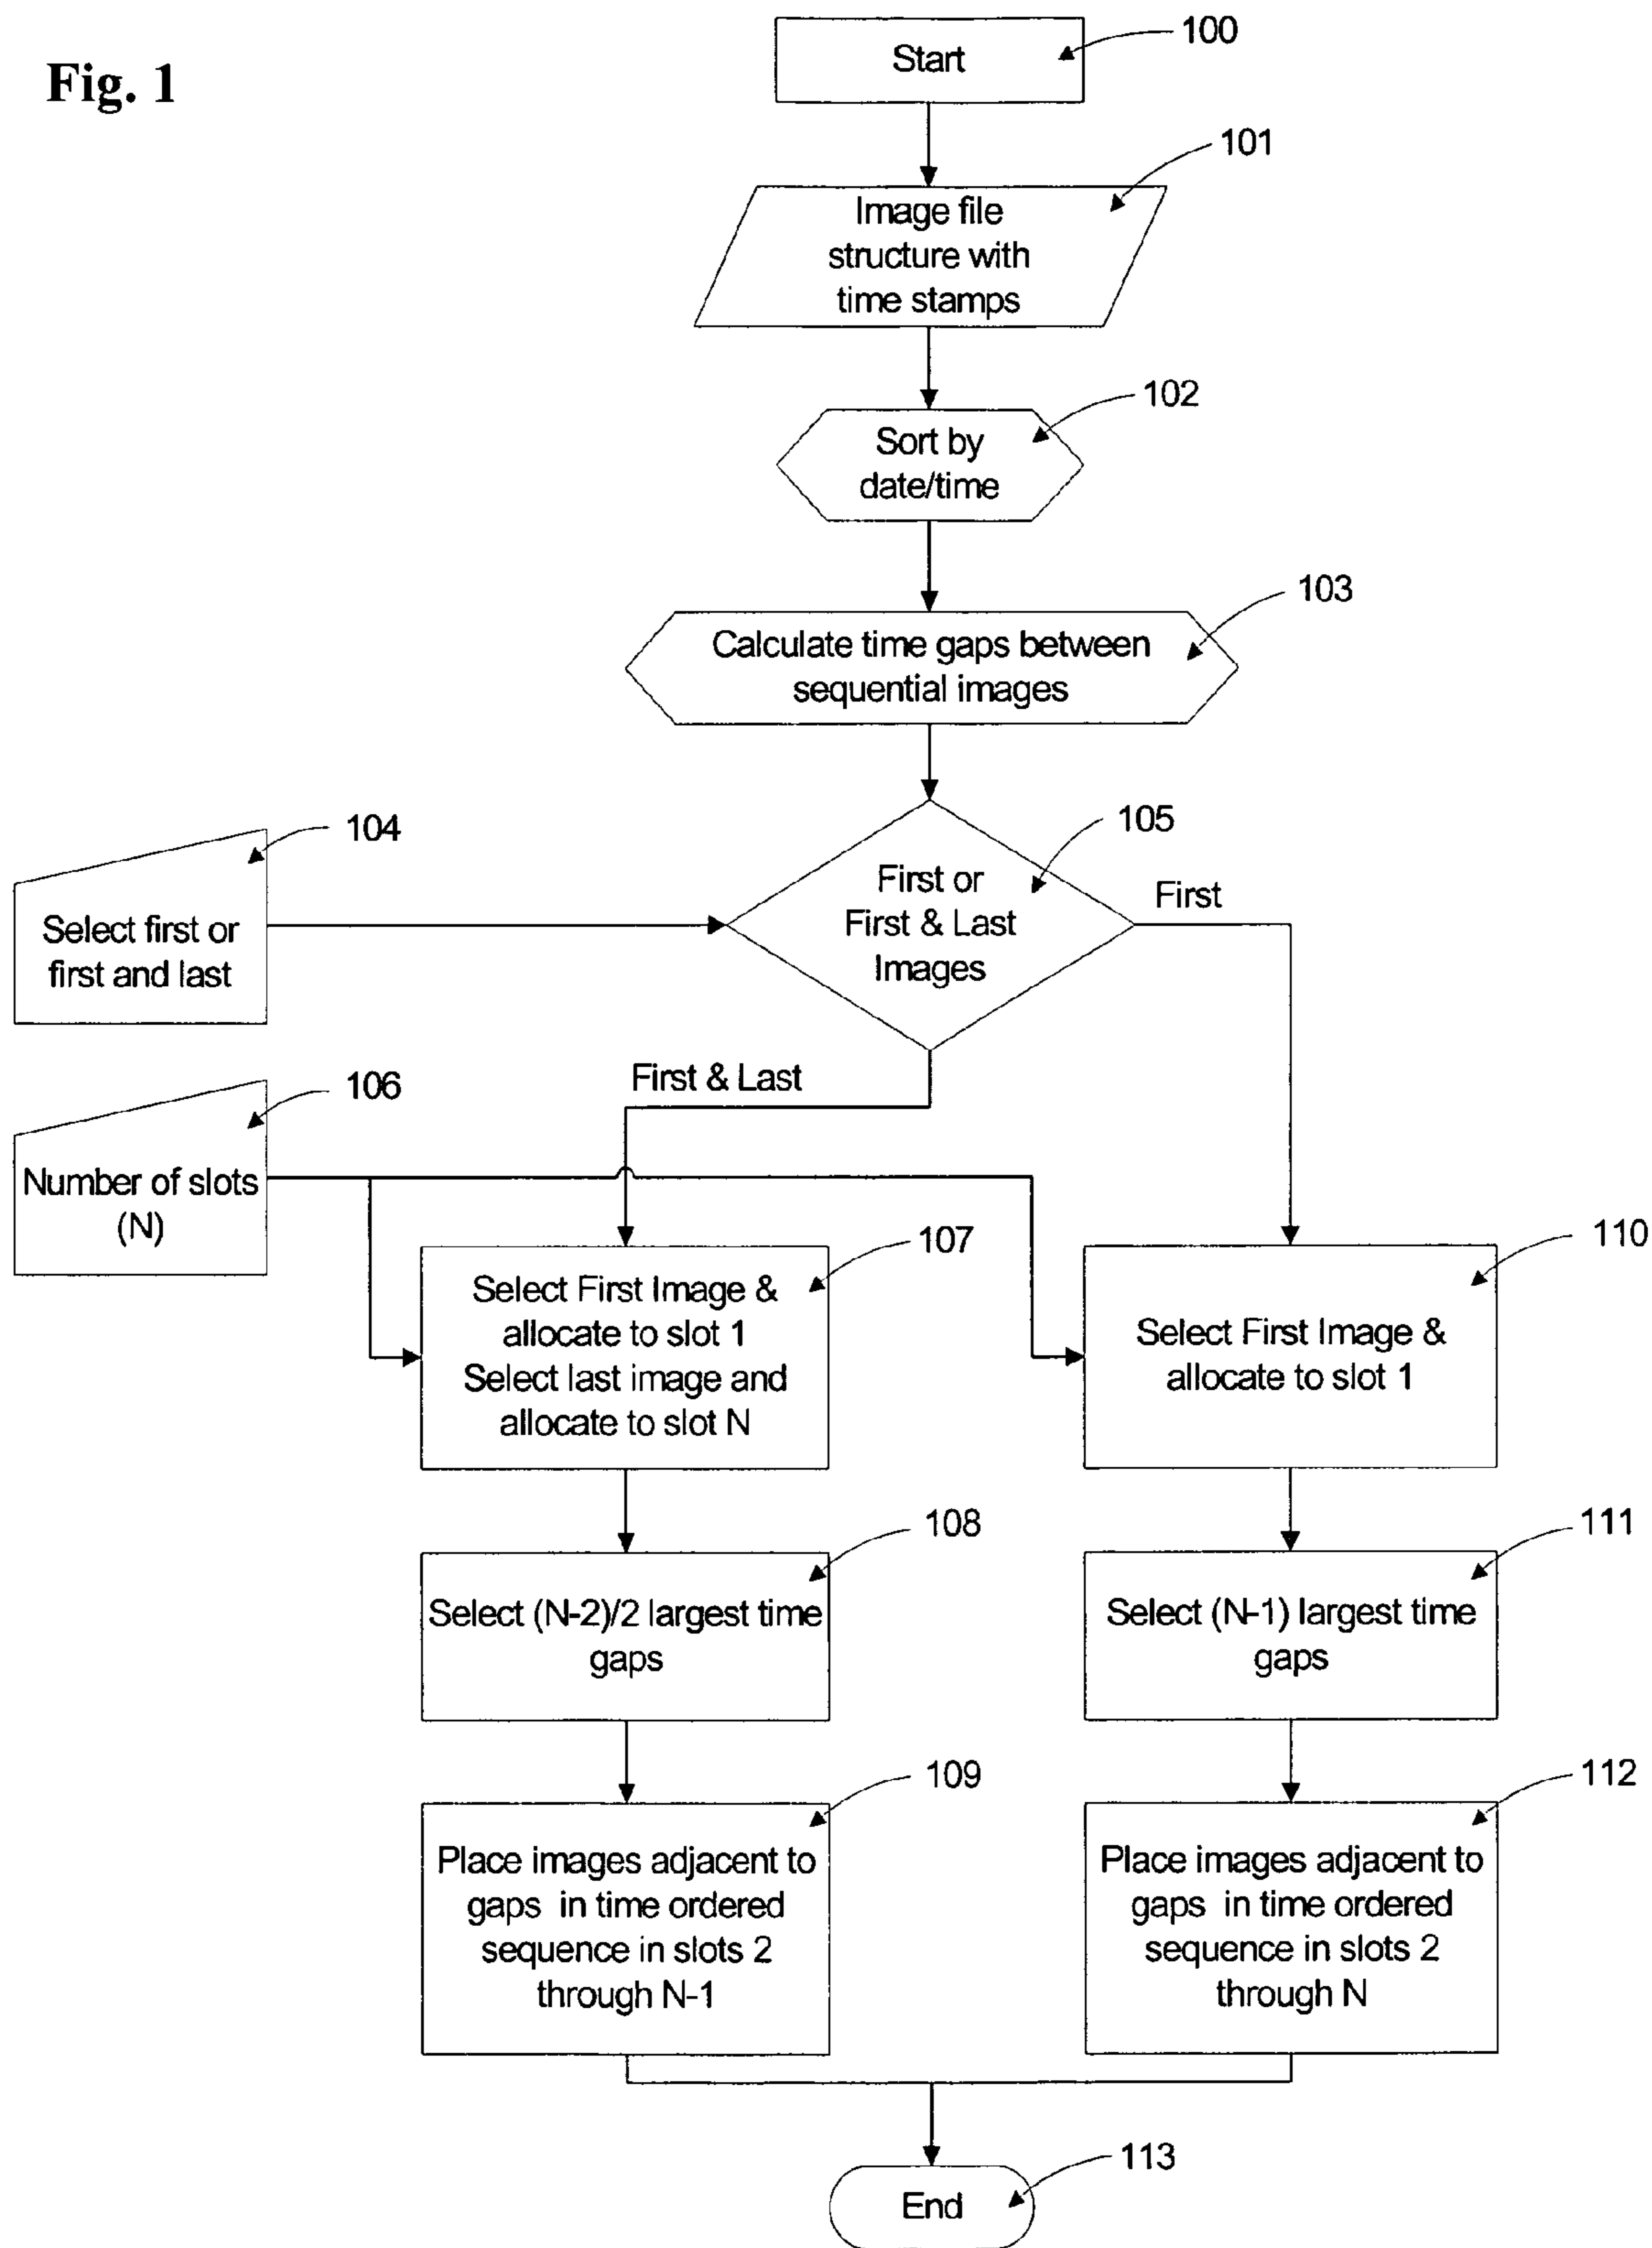 Fig. 1
Start
100
101
Image file
structure with
time stamps
102
Sort by
date/time
103
Calculate time gaps between
sequential images
104
Select first or
first and last
105
First or
First & Last
Images
First
First & Last
106
Number of slots
(N)
107
Select First Image &
allocate to slot 1
Select last image and
allocate to slot N
110
Select First Image &
allocate to slot 1
108
Select (N-2)/2 largest time
gaps
111
Select (N-1) largest time
gaps
109
Place images adjacent to
gaps in time ordered
sequence in slots 2
through N-1
112
Place images adjacent to
gaps in time ordered
sequence in slots 2
through N
113
End